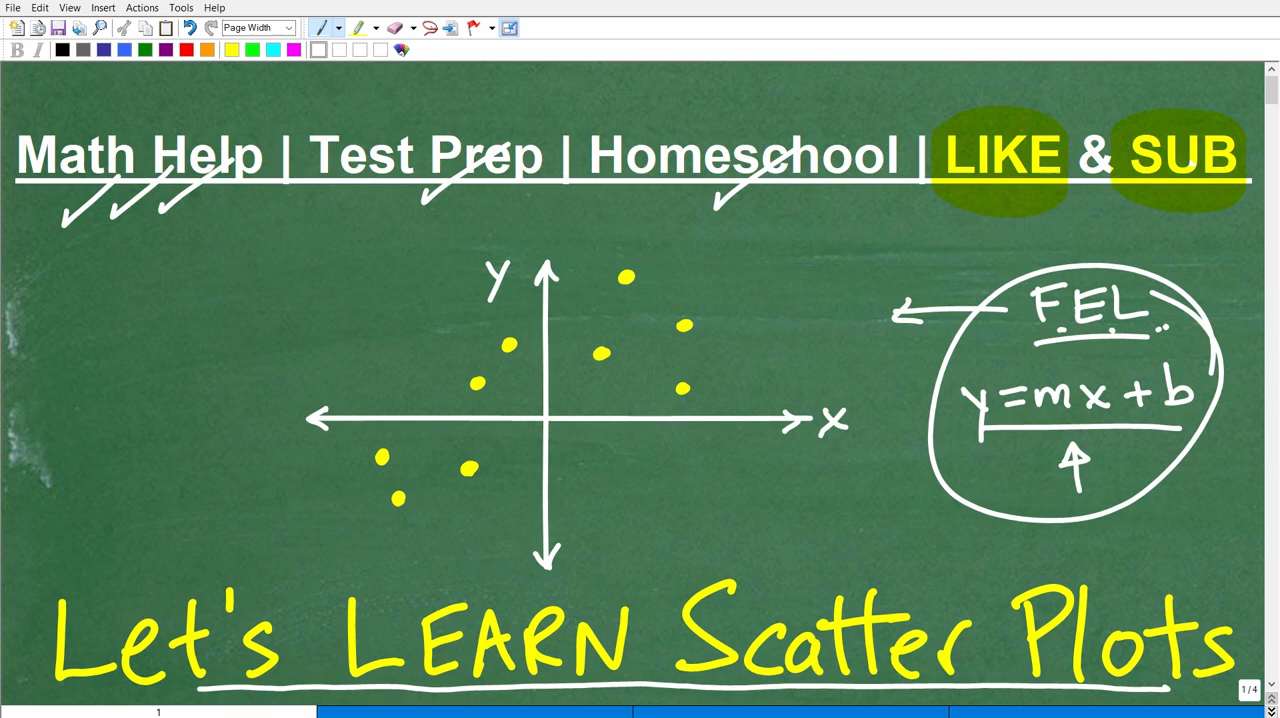 File Edit View Insert Actions Tools Help
Page Width
B I
Math Help | Test Prep | Homeschool | LIKE & SUB
y
x
F.E.L
y=mx+b
Let's LEARN Scatter Plots
1/4
1